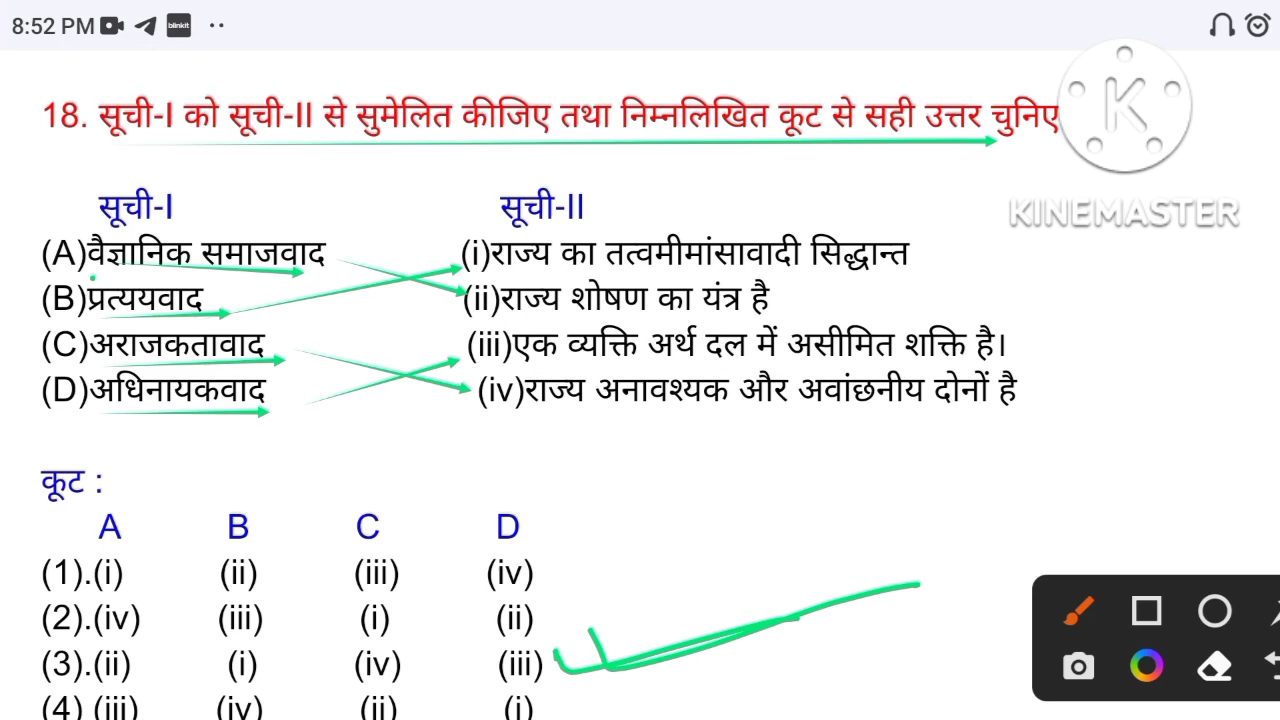 8:52 PM blinkit
18. सूची-I को सूची-II से सुमेलित कीजिए तथा निम्नलिखित कूट से सही उत्तर चुनिए
KINEMASTER
सूची-I सूची-II
(A)वैज्ञानिक समाजवाद (i)राज्य का तत्वमीमांसावादी सिद्धान्त
(B)प्रत्ययवाद (ii)राज्य शोषण का यंत्र है
(C)अराजकतावाद (iii)एक व्यक्ति अर्थ दल में असीमित शक्ति है।
(D)अधिनायकवाद (iv)राज्य अनावश्यक और अवांछनीय दोनों है
कूट :
A B C D
(1).(i) (ii) (iii) (iv)
(2).(iv) (iii) (i) (ii)
(3).(ii) (i) (iv) (iii)
(4) (iii) (iv) (ii) (i)